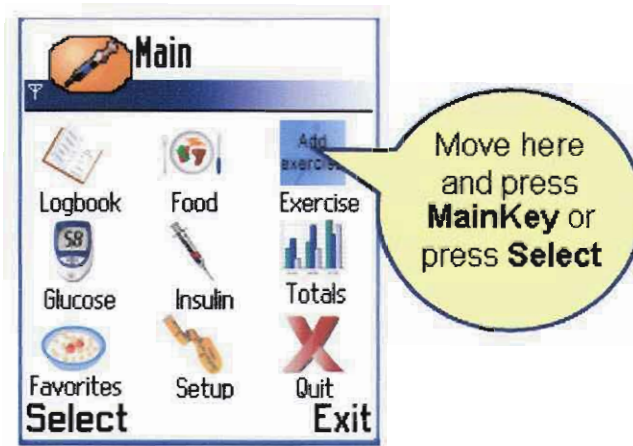 Main
Add
exercise
Logbook Food Exercise
58
Glucose Insulin Totals
Favorites Setup Quit
Select Exit
Move here
and press
MainKey or
press Select